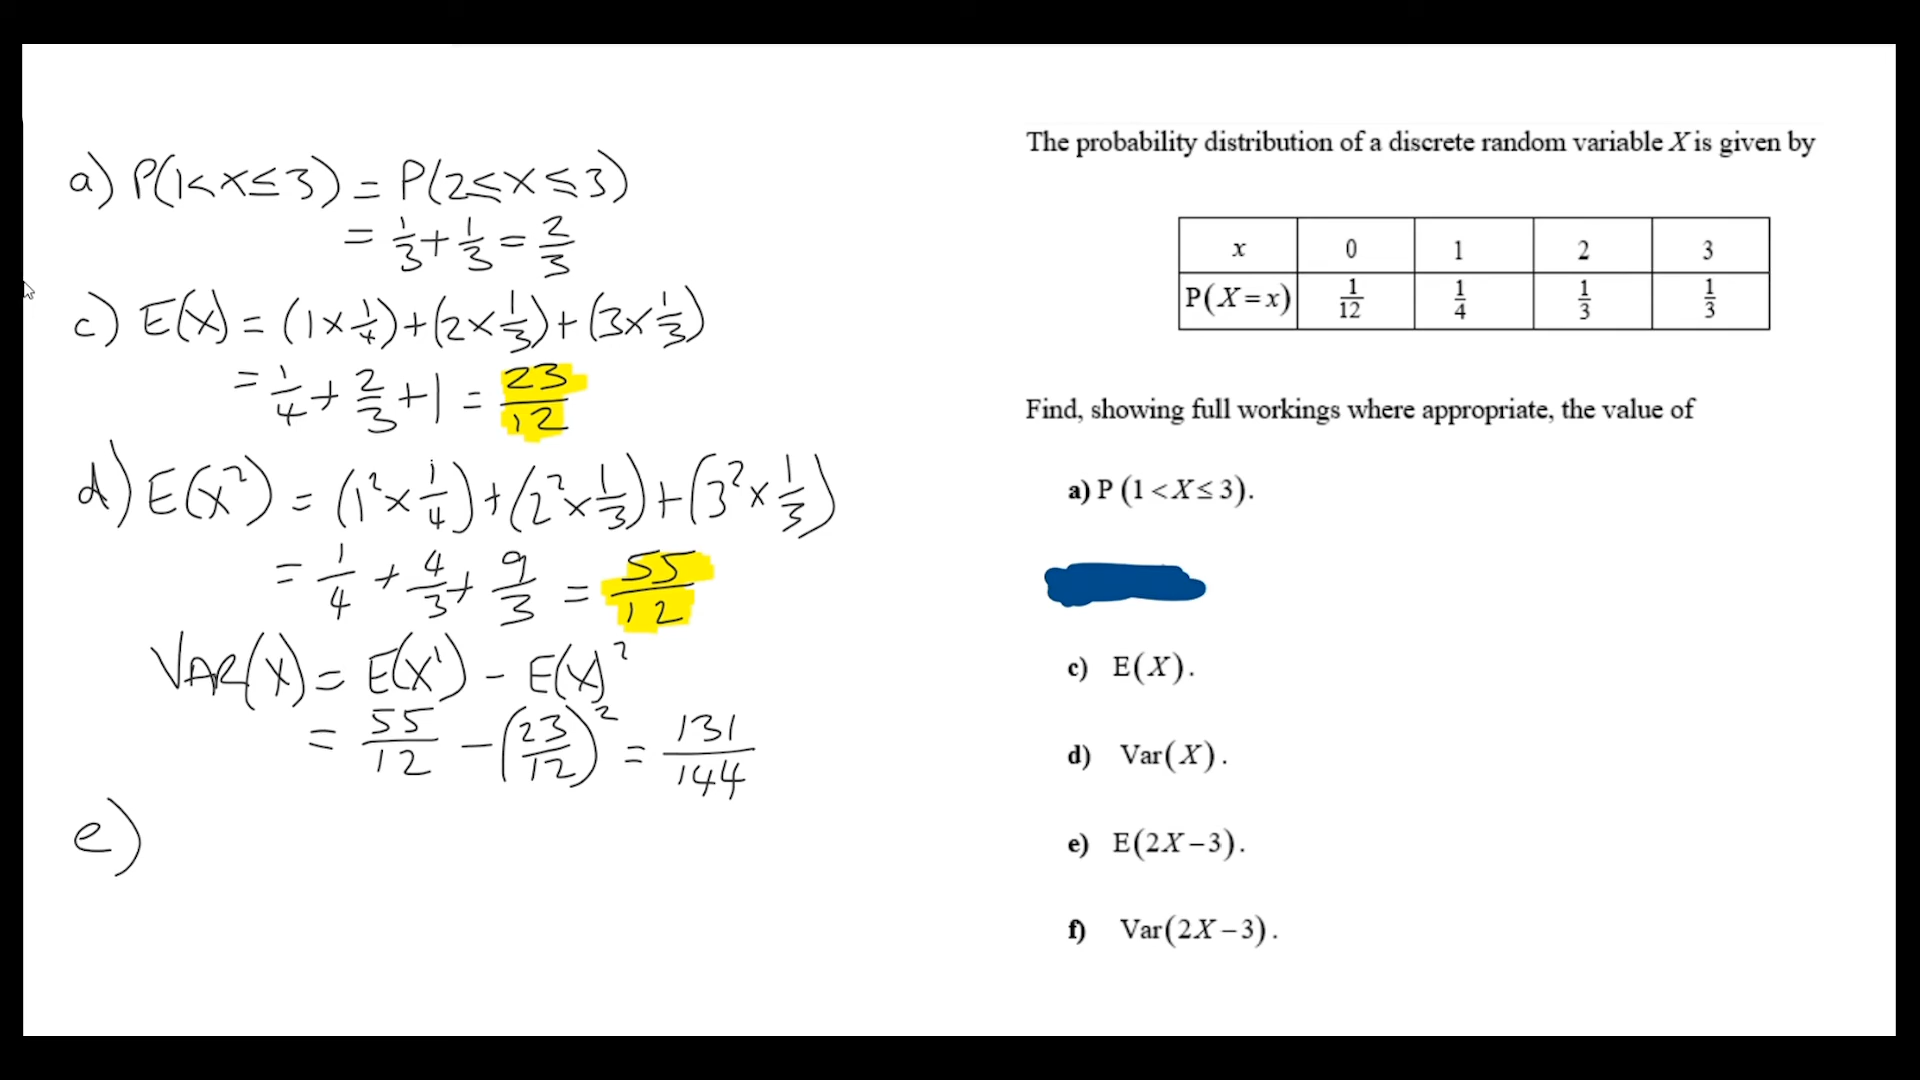 a) P(1<X≤3) = P(2≤X≤3)
= 1/3 + 1/3 = 2/3
c) E(X) = (1×1/4)+(2×1/3)+(3×1/3)
= 1/4 + 2/3 + 1 = 23/12
d) E(X²) = (1²×1/4)+(2²×1/3)+(3²×1/3)
= 1/4 + 4/3 + 9/3 = 55/12
VAR(X) = E(X²) - E(X)²
= 55/12 - (23/12)² = 131/144
e)
The probability distribution of a discrete random variable X is given by
x 0 1 2 3
P(X=x) 1/12 1/4 1/3 1/3
Find, showing full workings where appropriate, the value of
a) P(1<X≤3).
c) E(X).
d) Var(X).
e) E(2X−3).
f) Var(2X−3).